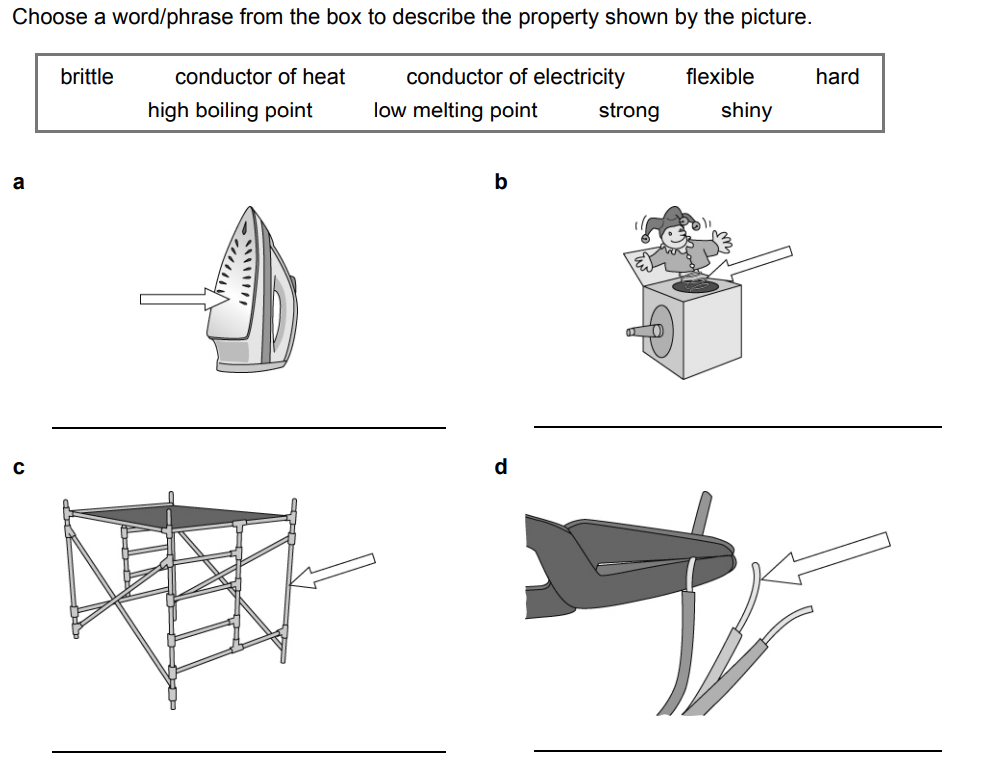 Choose a word/phrase from the box to describe the property shown by the picture.
brittle conductor of heat conductor of electricity flexible hard
high boiling point low melting point strong shiny
a b
c d